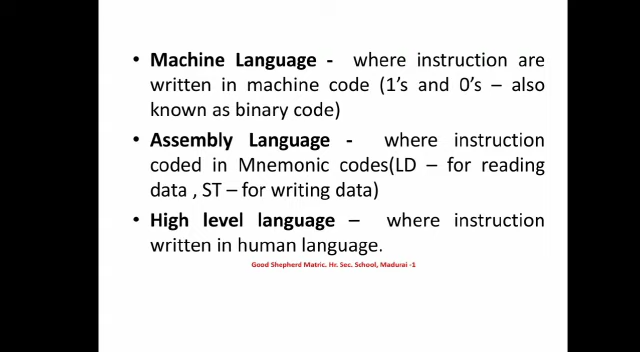 • Machine Language - where instruction are
written in machine code (1's and 0's – also
known as binary code)
• Assembly Language - where instruction
coded in Mnemonic codes(LD – for reading
data , ST – for writing data)
• High level language – where instruction
written in human language.
Good Shepherd Matric. Hr. Sec. School, Madurai -1